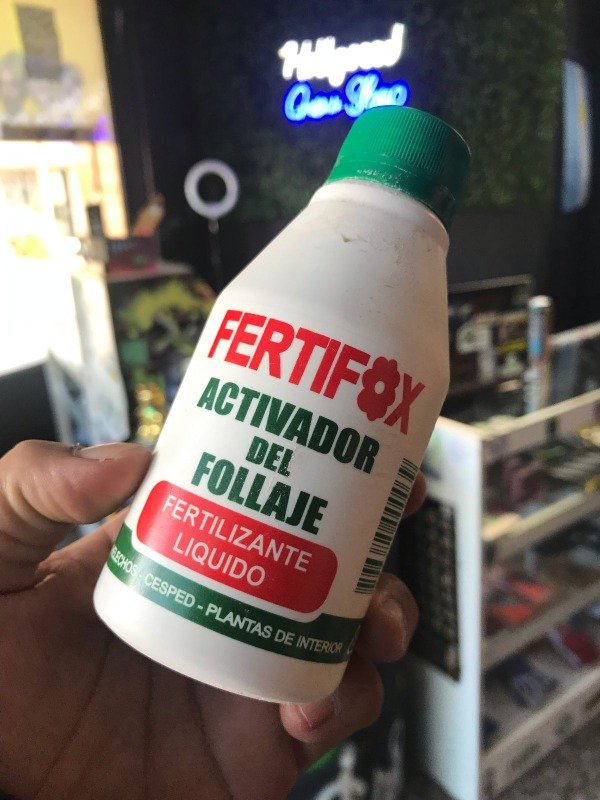 FERTIFOX
ACTIVADOR
DEL
FOLLAJE
FERTILIZANTE
LIQUIDO
CESPED - PLANTAS DE INTERIOR